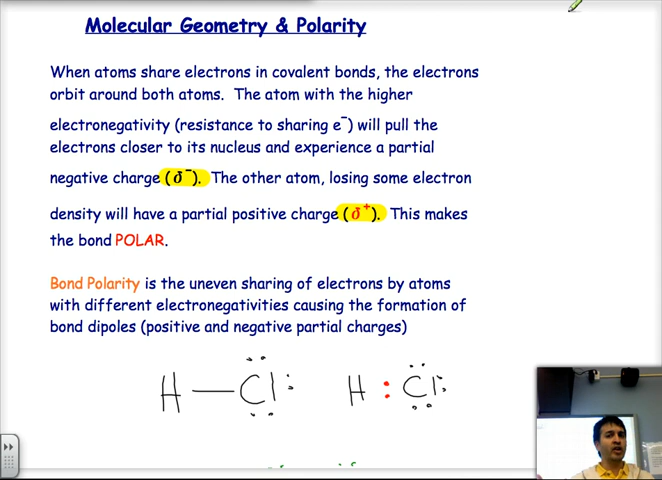 Molecular Geometry & Polarity
When atoms share electrons in covalent bonds, the electrons
orbit around both atoms. The atom with the higher
electronegativity (resistance to sharing e⁻) will pull the
electrons closer to its nucleus and experience a partial
negative charge (δ⁻). The other atom, losing some electron
density will have a partial positive charge (δ⁺). This makes
the bond POLAR.
Bond Polarity is the uneven sharing of electrons by atoms
with different electronegativities causing the formation of
bond dipoles (positive and negative partial charges)
H—Cl: H:Cl: